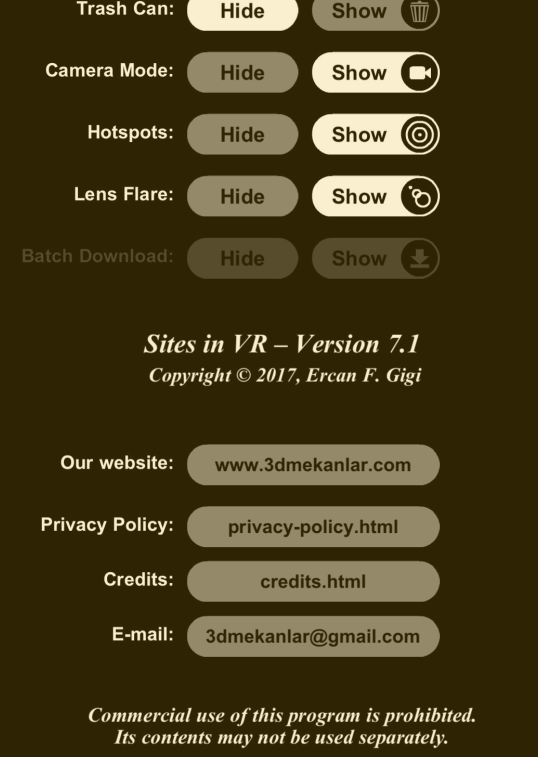 Trash Can: Hide Show
Camera Mode: Hide Show
Hotspots: Hide Show
Lens Flare: Hide Show
Batch Download: Hide Show
Sites in VR – Version 7.1
Copyright © 2017, Ercan F. Gigi
Our website: www.3dmekanlar.com
Privacy Policy: privacy-policy.html
Credits: credits.html
E-mail: 3dmekanlar@gmail.com
Commercial use of this program is prohibited.
Its contents may not be used separately.